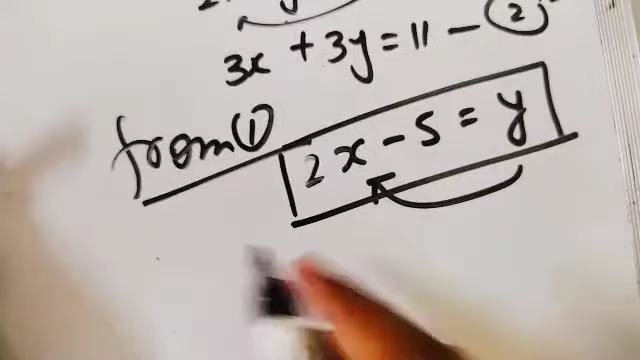 3x + 3y = 11 - (2)
from (1)
2x - 5 = y